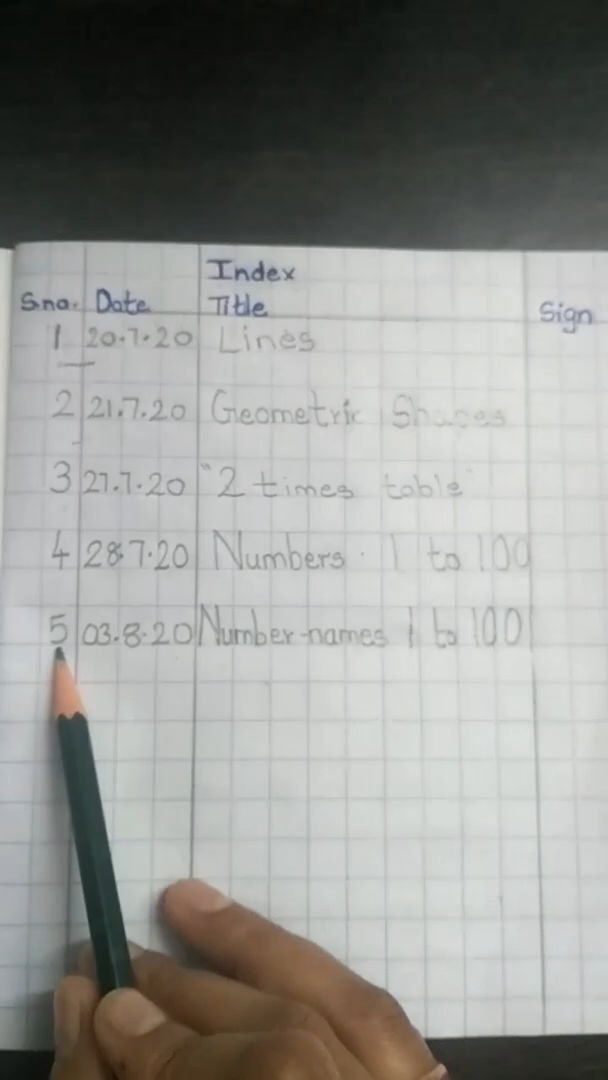 Index
S.no. Date Title Sign
1 20.7.20 Lines
2 21.7.20 Geometric Shapes
3 27.7.20 "2 times table"
4 28.7.20 Numbers 1 to 100
5 03.8.20 Number-names 1 to 100